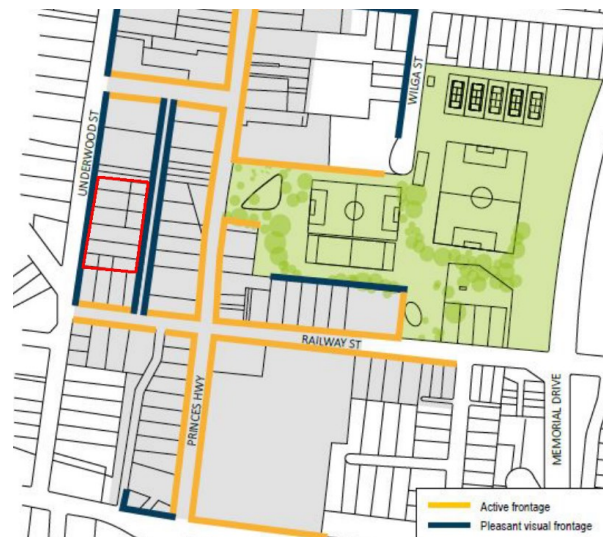 WILGA ST
UNDERWOOD ST
RAILWAY ST
PRINCES HWY
MEMORIAL DRIVE
Active frontage
Pleasant visual frontage